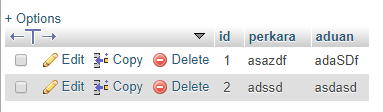 + Options
id perkara aduan
Edit Copy Delete 1 asazdf adaSDf
Edit Copy Delete 2 adssd asdasd